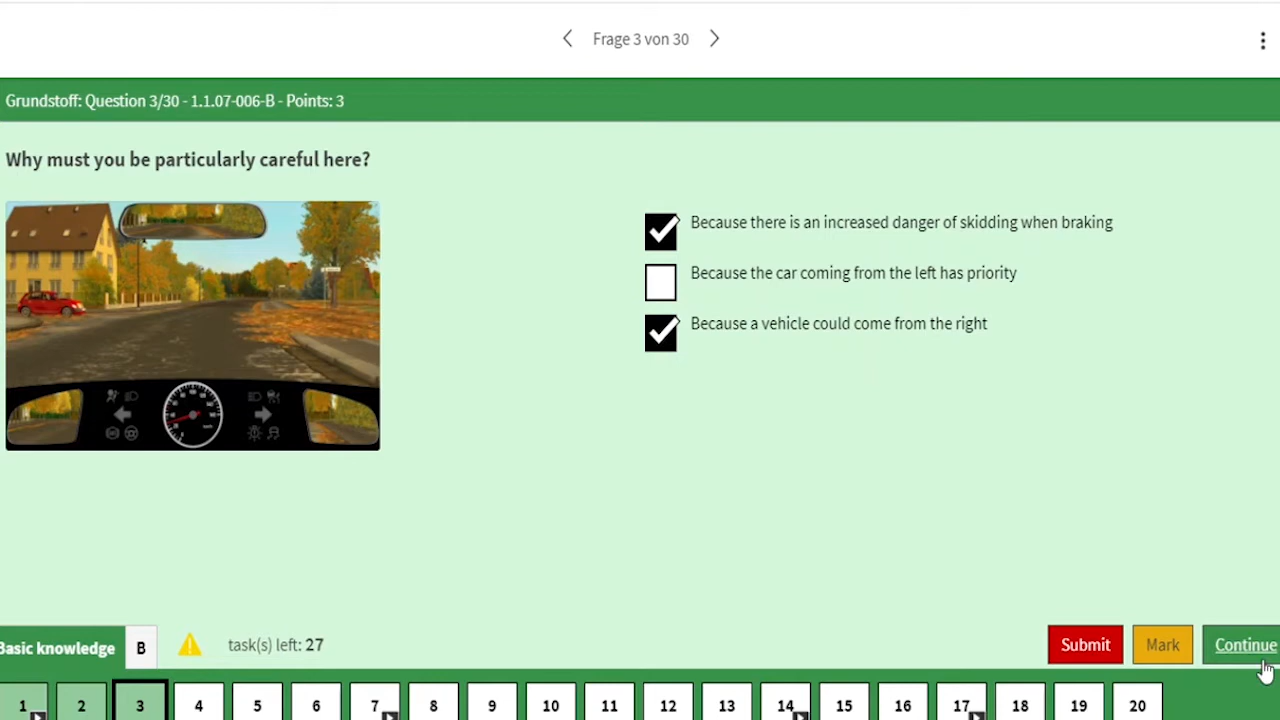 Frage 3 von 30
Grundstoff: Question 3/30 - 1.1.07-006-B - Points: 3
Why must you be particularly careful here?
Because there is an increased danger of skidding when braking
Because the car coming from the left has priority
Because a vehicle could come from the right
Basic knowledge
B
task(s) left: 27
Submit
Mark
Continue
1 2 3 4 5 6 7 8 9 10 11 12 13 14 15 16 17 18 19 20